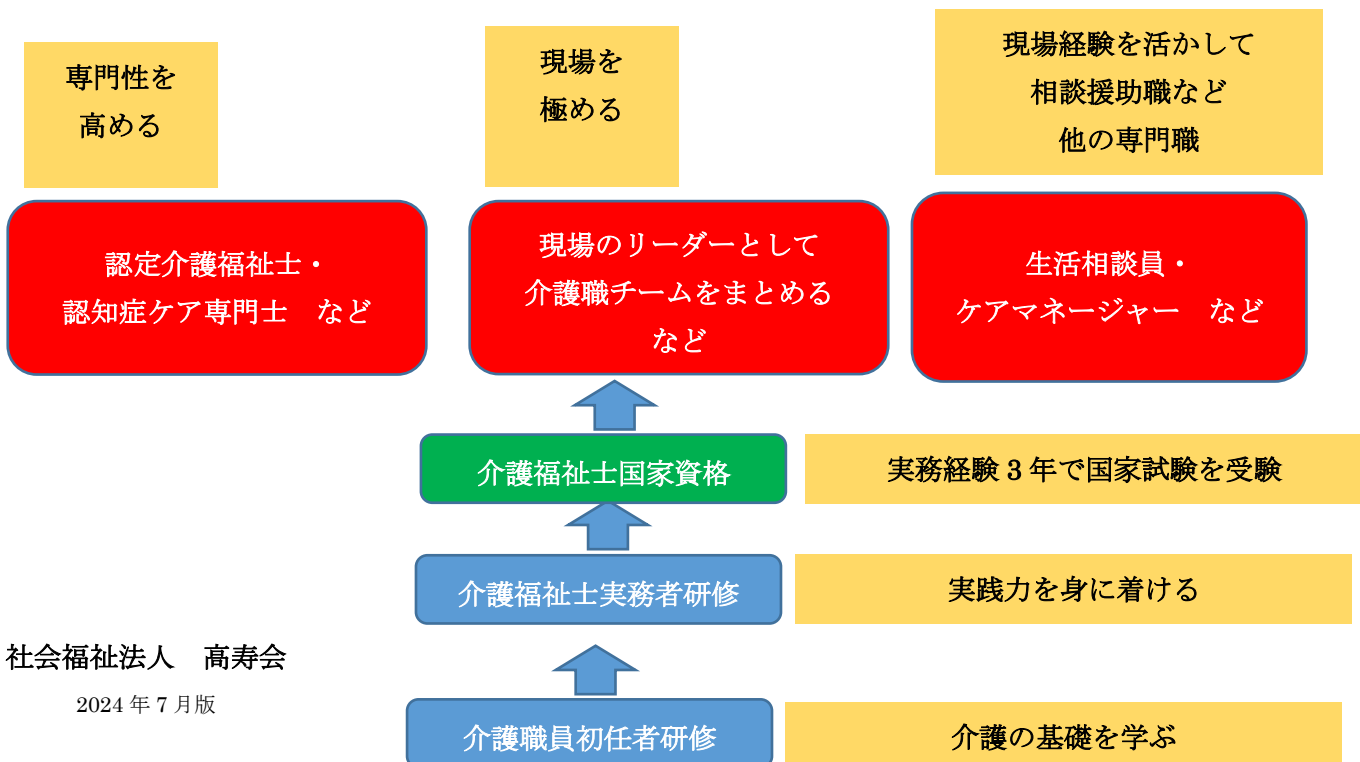 専門性を
高める
現場を
極める
現場経験を活かして
相談援助職など
他の専門職
認定介護福祉士・
認知症ケア専門士　など
現場のリーダーとして
介護職チームをまとめる
など
生活相談員・
ケアマネージャー　など
介護福祉士国家資格
実務経験 3 年で国家試験を受験
介護福祉士実務者研修
実践力を身に着ける
社会福祉法人　高寿会
2024 年 7 月版
介護職員初任者研修
介護の基礎を学ぶ